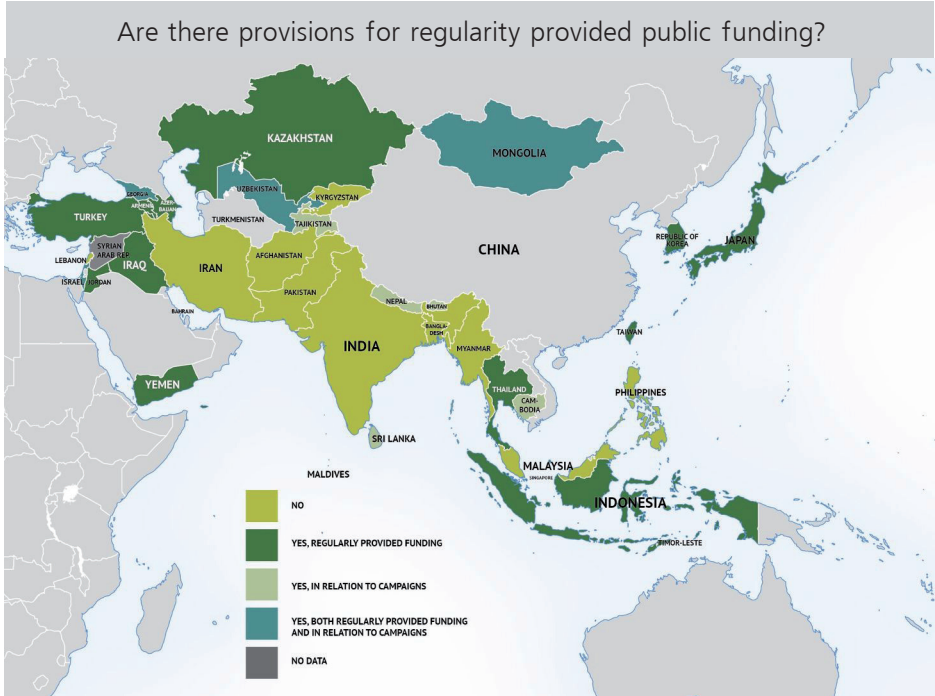 Are there provisions for regularity provided public funding?
KAZAKHSTAN
MONGOLIA
GEORGIA
UZBEKISTAN
KYRGYZSTAN
ARMENIA
AZER-
BAIJAN
TURKEY
TURKMENISTAN
TAJIKISTAN
REPUBLIC OF
KOREA
JAPAN
SYRIAN
ARAB REP
CHINA
LEBANON
IRAQ
IRAN
AFGHANISTAN
ISRAEL
JORDAN
PAKISTAN
NEPAL
BHUTAN
BAHRAIN
BANGLA-
DESH
TAIWAN
INDIA
MYANMAR
YEMEN
THAILAND
PHILIPPINES
CAM-
BODIA
SRI LANKA
MALAYSIA
MALDIVES
SINGAPORE
INDONESIA
TIMOR-LESTE
NO
YES, REGULARLY PROVIDED FUNDING
YES, IN RELATION TO CAMPAIGNS
YES, BOTH REGULARLY PROVIDED FUNDING
AND IN RELATION TO CAMPAIGNS
NO DATA